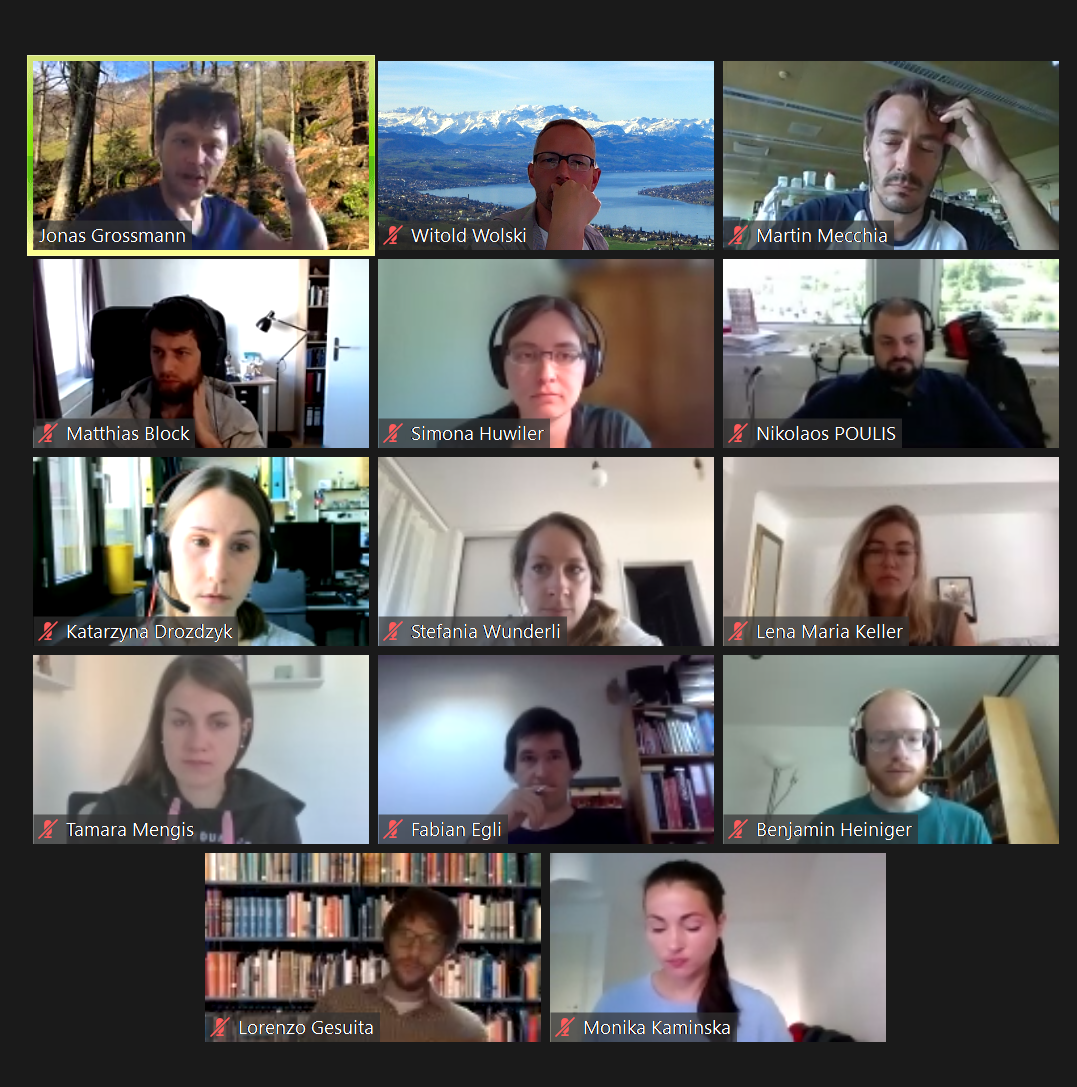 Jonas Grossmann
Witold Wolski
Martin Mecchia
Matthias Block
Simona Huwiler
Nikolaos POULIS
Katarzyna Drozdzyk
Stefania Wunderli
Lena Maria Keller
Tamara Mengis
Fabian Egli
Benjamin Heiniger
Lorenzo Gesuita
Monika Kaminska